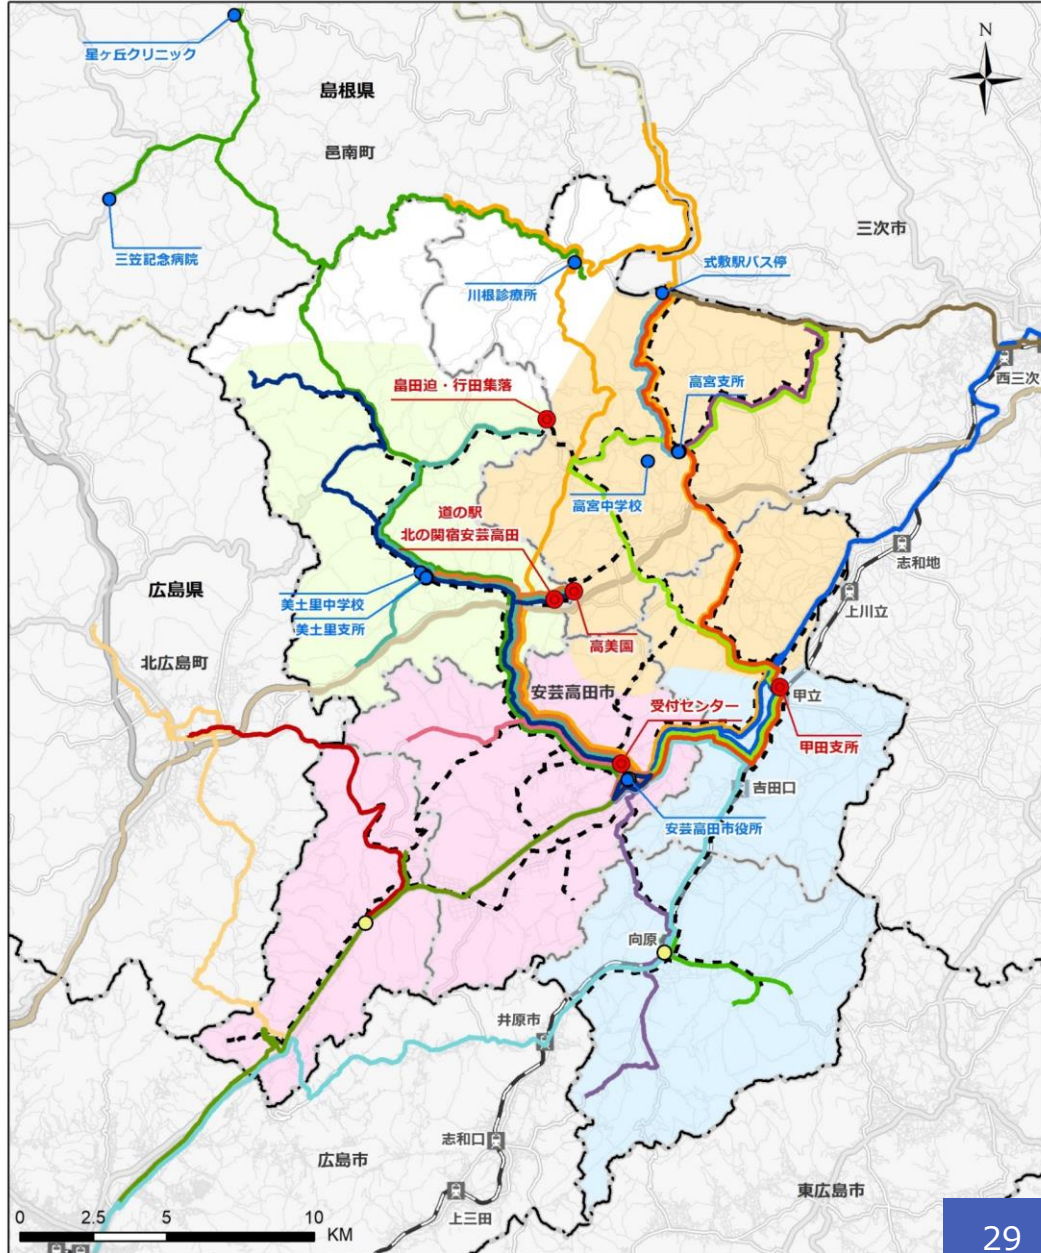 N
星ヶ丘クリニック
島根県
邑南町
三次市
三笠記念病院
川根診療所
式敷駅バス停
西三次
畠田迫・行田集落
高宮支所
高宮中学校
道の駅
北の関宿安芸高田
志和地
広島県
美土里中学校
美土里支所
上川立
高美園
北広島町
安芸高田市
受付センター
甲立
甲田支所
吉田口
安芸高田市役所
向原
井原市
志和口
広島市
上三田
東広島市
0 2.5 5 10
KM
29